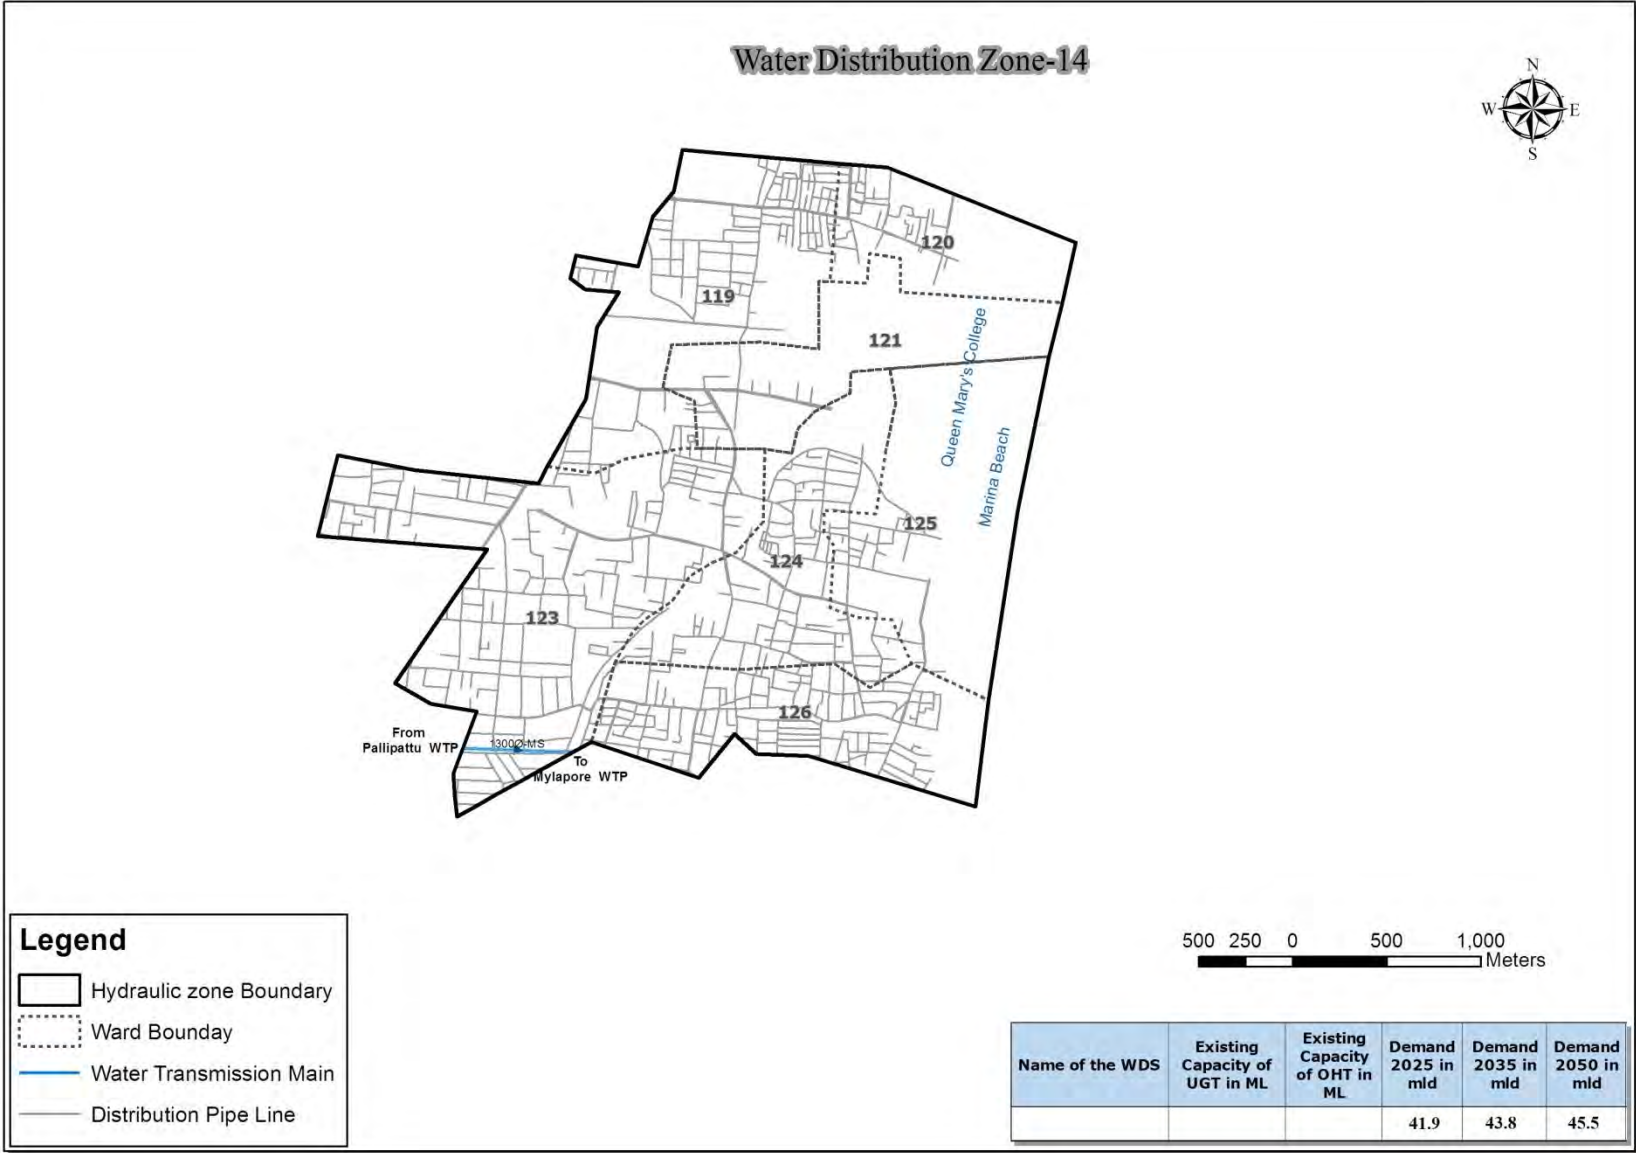 Water Distribution Zone-14
N
W
E
S
120
119
121
Queen Mary's College
Marina Beach
125
124
123
126
From
Pallipattu WTP
1300Ø-MS
To
Mylapore WTP
Legend
Hydraulic zone Boundary
Ward Bounday
Water Transmission Main
Distribution Pipe Line
500 250 0 500 1,000
Meters
Name of the WDS
Existing
Capacity of
UGT in ML
Existing
Capacity
of OHT in
ML
Demand
2025 in
mld
Demand
2035 in
mld
Demand
2050 in
mld
41.9 43.8 45.5